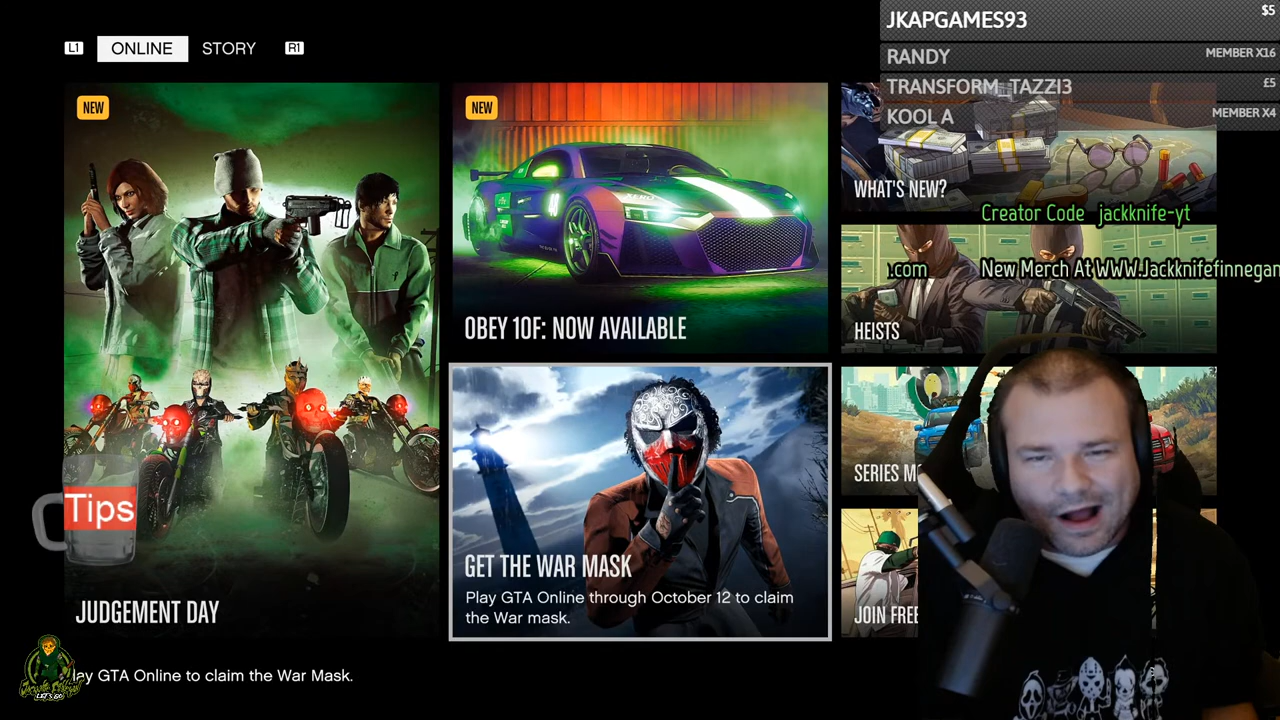 L1
ONLINE
STORY
R1
JKAPGAMES93
$5
RANDY
MEMBER X16
TRANSFORM_TAZZI3
£5
KOOL A
MEMBER X4
NEW
NEW
WHAT'S NEW?
Creator Code jackknife-yt
.com New Merch At WWW.Jackknifefinnegan
OBEY 10F: NOW AVAILABLE
HEISTS
SERIES
Tips
GET THE WAR MASK
Play GTA Online through October 12 to claim
the War mask.
JUDGEMENT DAY
JOIN FREE
lay GTA Online to claim the War Mask.
LET'S GO